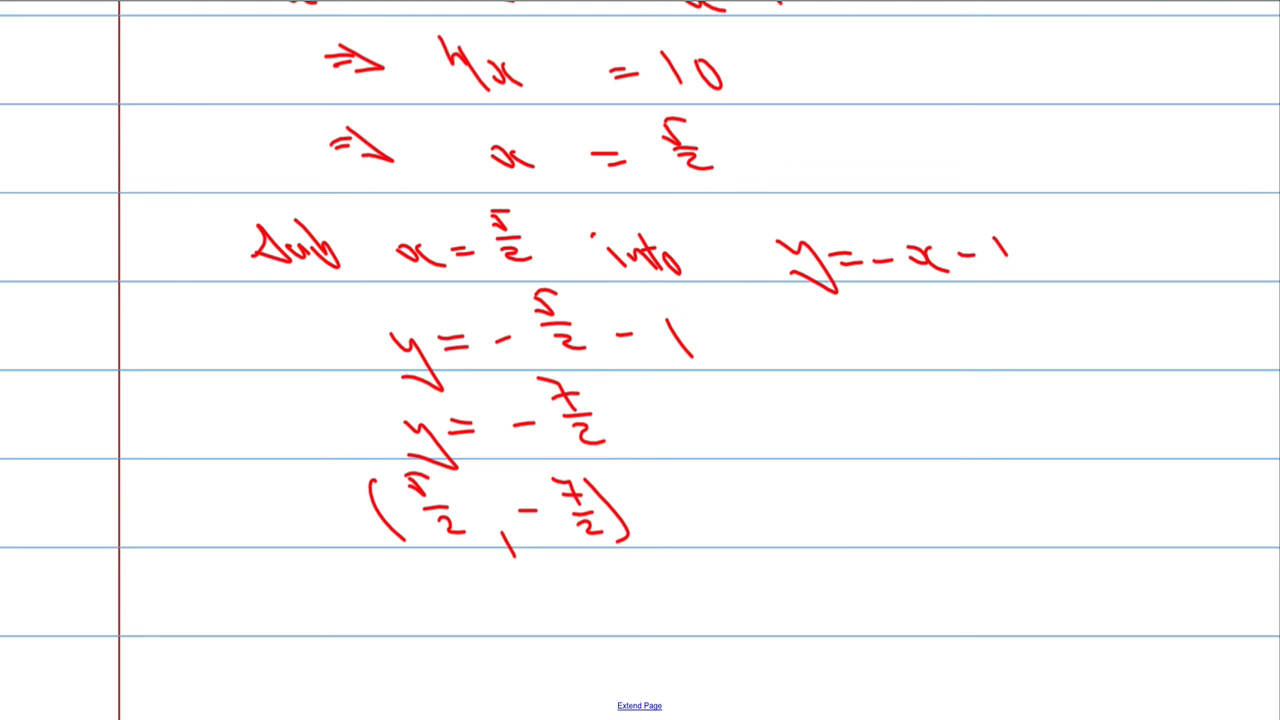 ⇒ 4x = 10
⇒ x = 5/2
Sub x = 5/2 into y = -x - 1
y = - 5/2 - 1
y = - 7/2
(5/2, - 7/2)
Extend Page